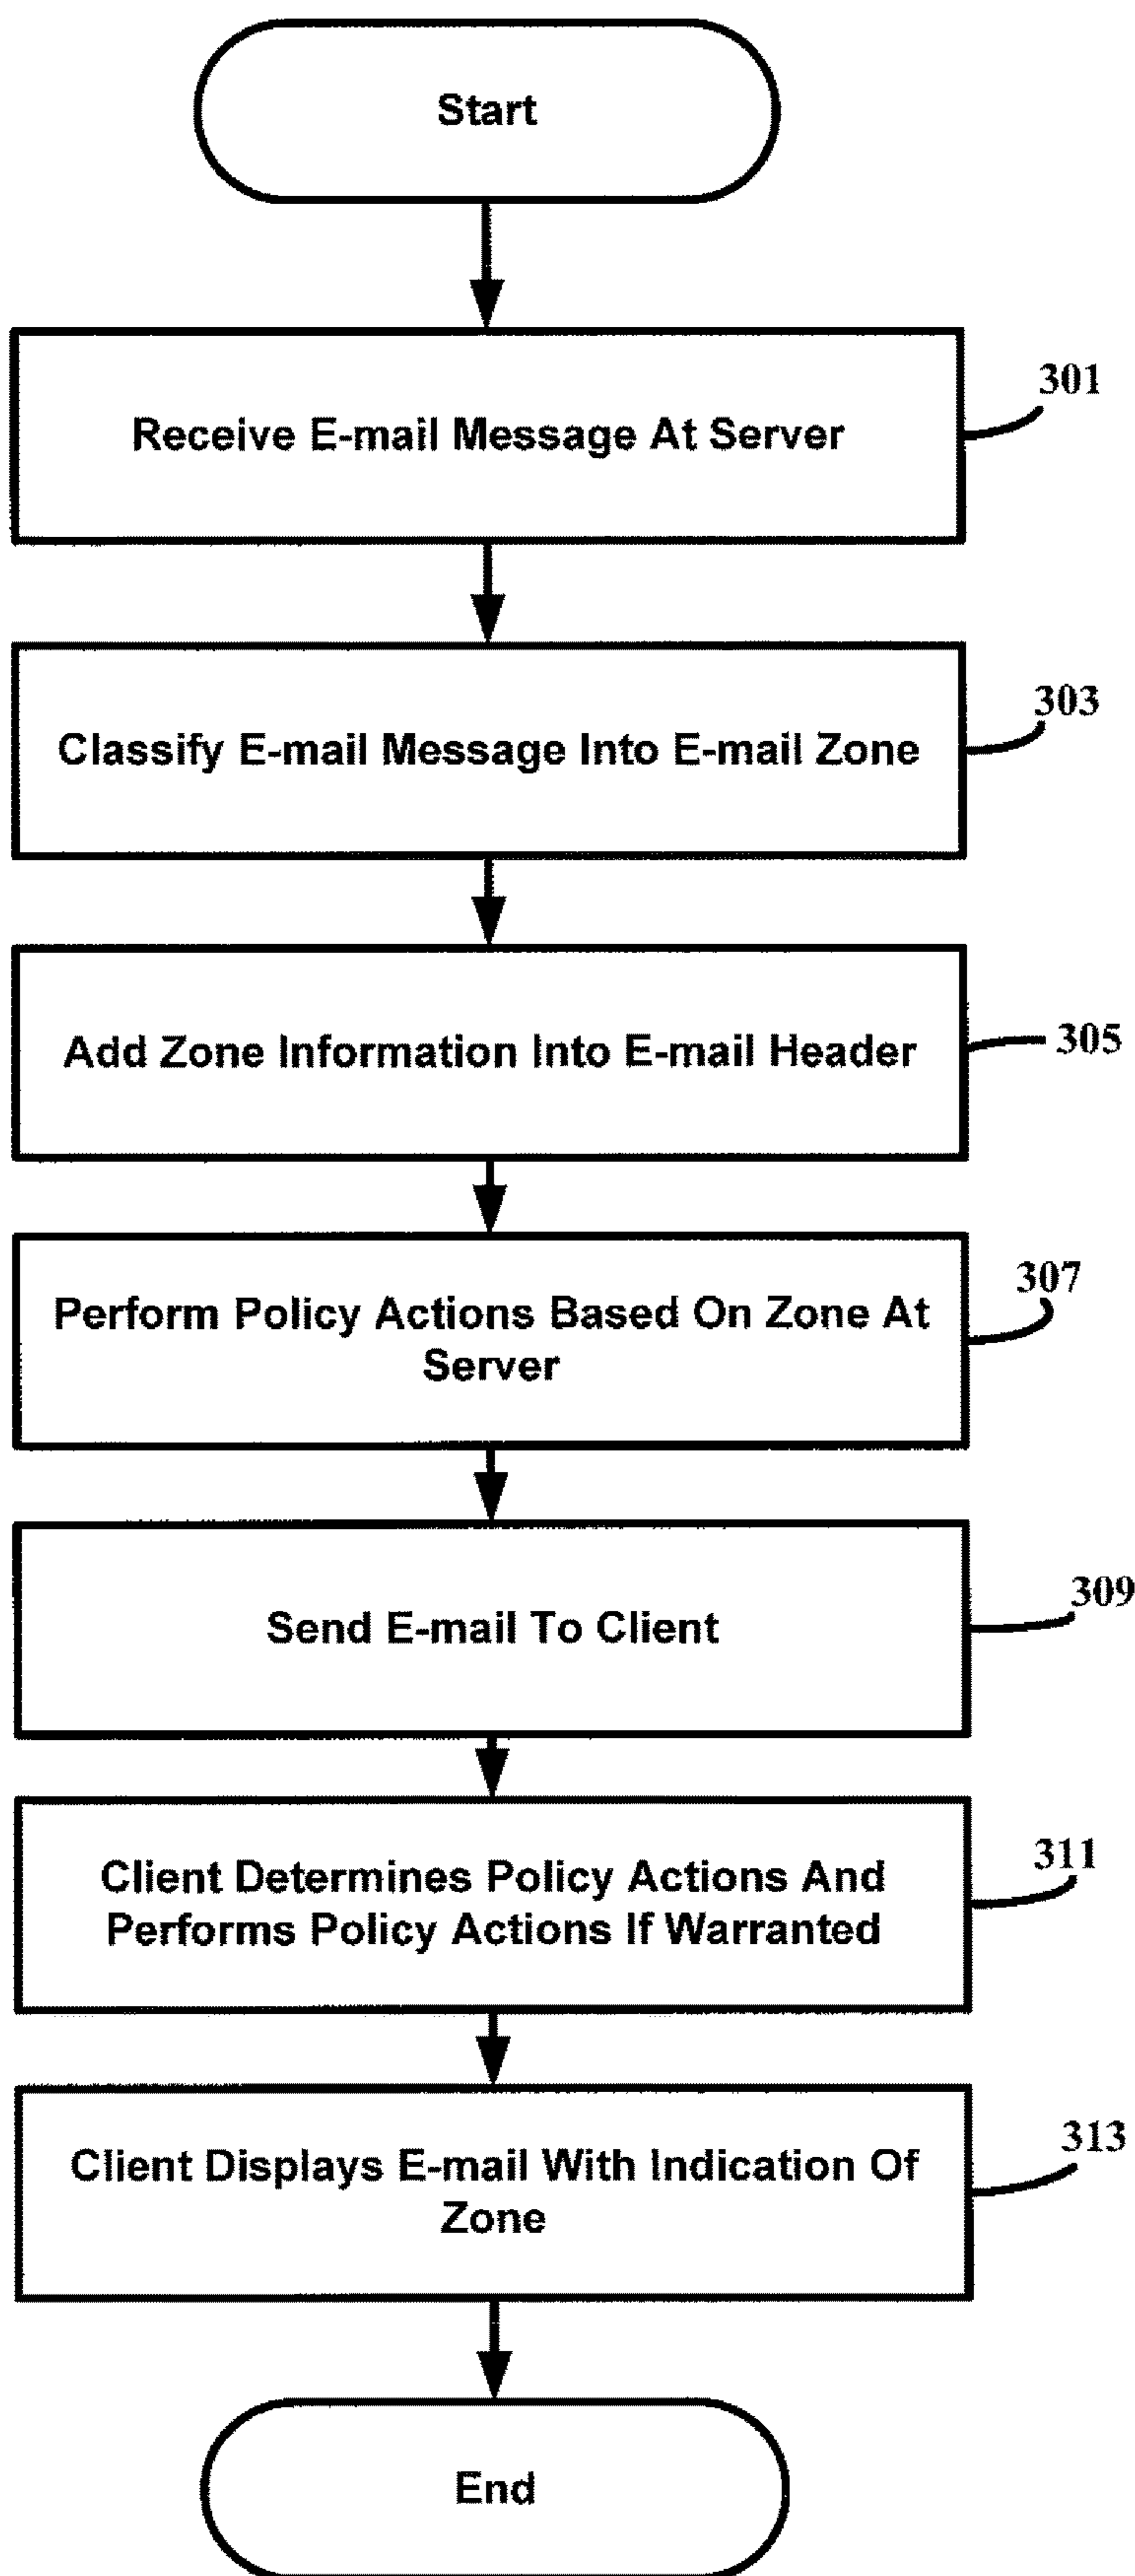 Start
Receive E-mail Message At Server
301
Classify E-mail Message Into E-mail Zone
303
Add Zone Information Into E-mail Header
305
Perform Policy Actions Based On Zone At
Server
307
Send E-mail To Client
309
Client Determines Policy Actions And
Performs Policy Actions If Warranted
311
Client Displays E-mail With Indication Of
Zone
313
End